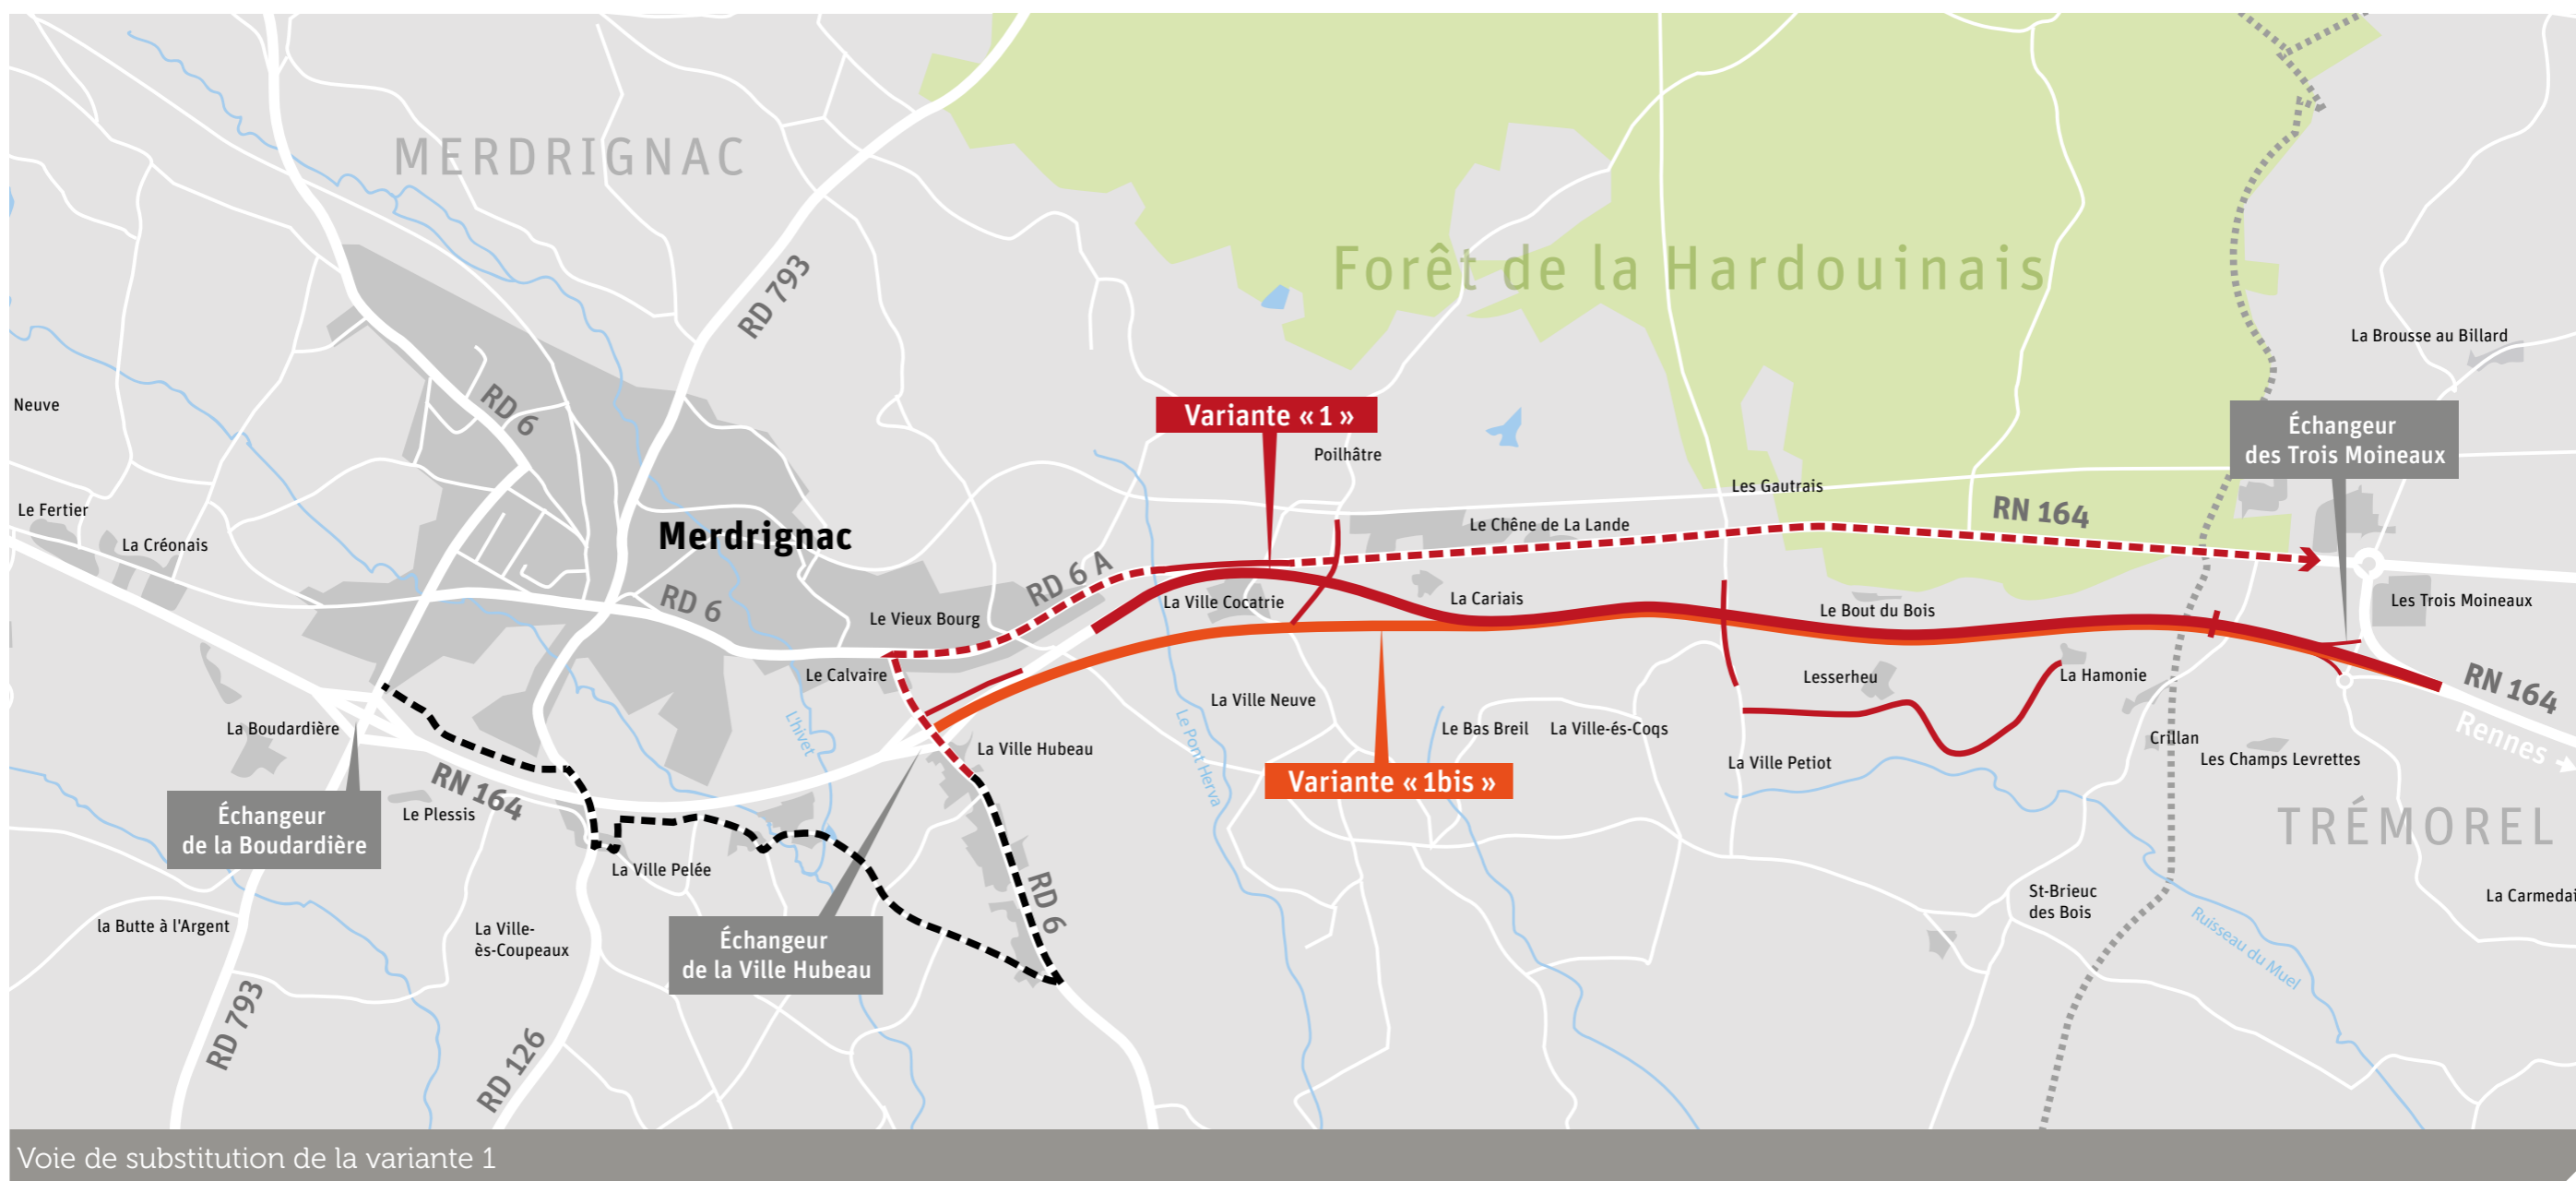 MERDRIGNAC
RD 793
Forêt de la Hardouinais
La Brousse au Billard
Neuve
RD 6
Variante « 1 »
Échangeur
des Trois Moineaux
Poilhâtre
Les Gautrais
Le Fertier
RN 164
Le Chêne de La Lande
Merdrignac
La Créonais
RD 6 A
RD 6
La Ville Cocatrie
La Cariais
Le Bout du Bois
Les Trois Moineaux
Le Vieux Bourg
Le Calvaire
Lesserheu
La Hamonie
RN 164
La Ville Neuve
La Boudardière
L'hivet
Le Pont Herva
Le Bas Breil
La Ville-és-Coqs
Crillan
Rennes
La Ville Hubeau
Les Champs Levrettes
La Ville Petiot
Variante « 1bis »
RN 164
Le Plessis
Échangeur
de la Boudardière
TRÉMOREL
La Ville Pelée
RD 6
St-Brieuc
des Bois
La Carmedai
la Butte à l'Argent
La Ville-
ès-Coupeaux
Échangeur
de la Ville Hubeau
Ruisseau du Muel
RD 793
RD 126
Voie de substitution de la variante 1